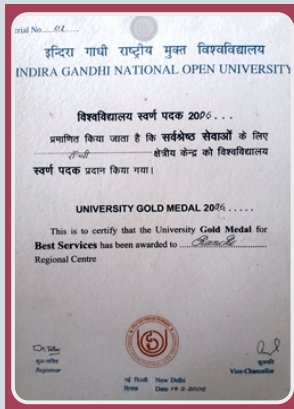 erial No. 01
इन्दिरा गांधी राष्ट्रीय मुक्त विश्वविद्यालय
INDIRA GANDHI NATIONAL OPEN UNIVERSITY
विश्वविद्यालय स्वर्ण पदक 2006...
प्रमाणित किया जाता है कि सर्वश्रेष्ठ सेवाओं के लिए
राँची क्षेत्रीय केन्द्र को विश्वविद्यालय
स्वर्ण पदक प्रदान किया गया।
UNIVERSITY GOLD MEDAL 2006.....
This is to certify that the University Gold Medal for
Best Services has been awarded to Ranchi
Regional Centre
कुल-सचिव
Registrar
कुलपति
Vice-Chancellor
नई दिल्ली New Delhi
दिनांक Date 19.2.2006